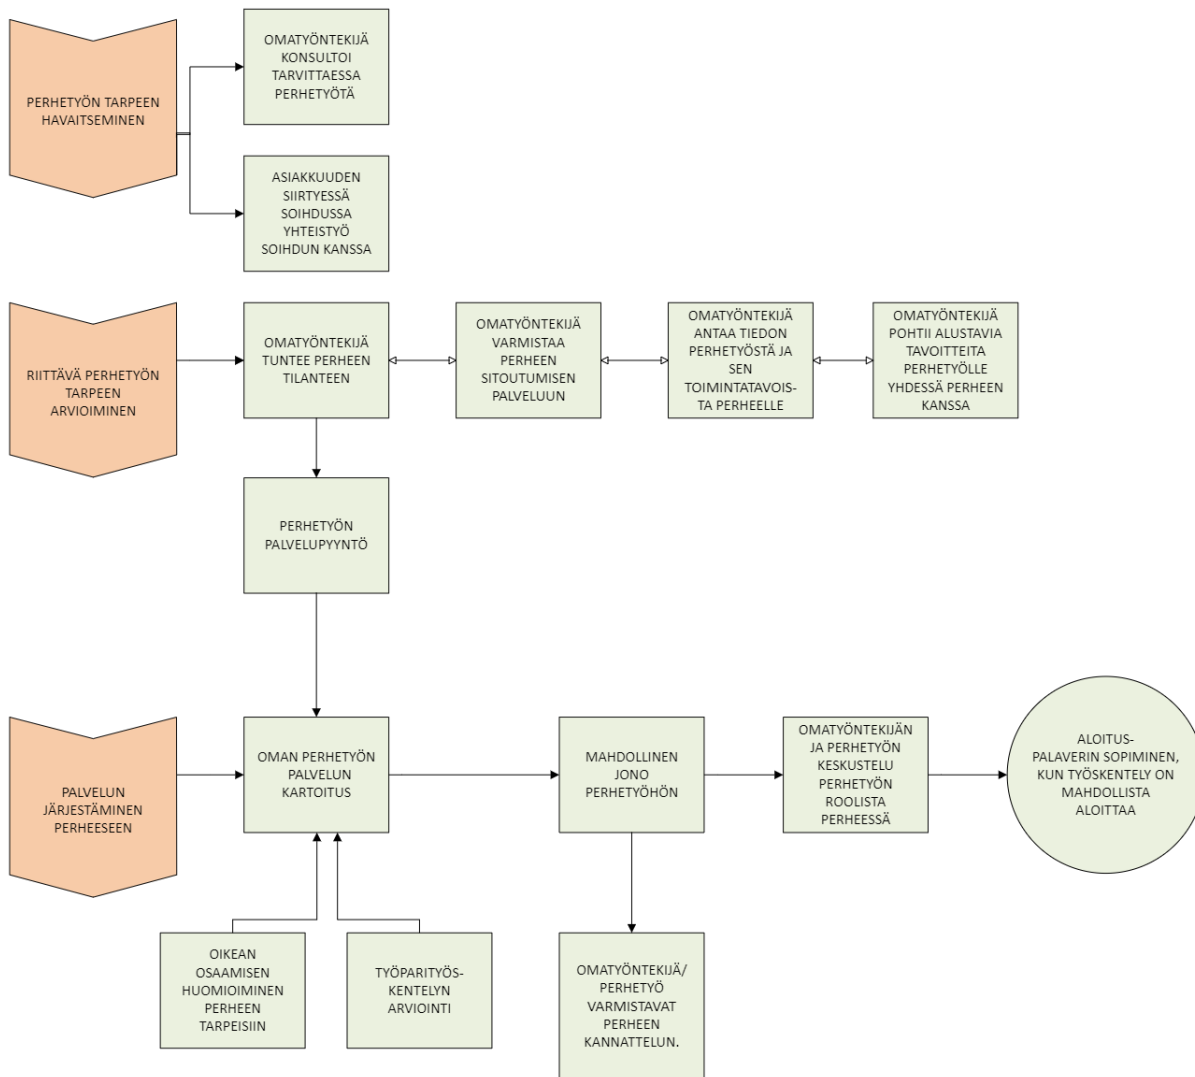 PERHETYÖN TARPEEN
HAVAITSEMINEN
OMATYÖNTEKIJÄ
KONSULTOI
TARVITTAESSA
PERHETYÖTÄ
ASIAKKUUDEN
SIIRTYESSÄ
SOIHDUSSA
YHTEISTYÖ
SOIHDUN KANSSA
RIITTÄVÄ PERHETYÖN
TARPEEN
ARVIOIMINEN
OMATYÖNTEKIJÄ
TUNTEE PERHEEN
TILANTEEN
OMATYÖNTEKIJÄ
VARMISTAA
PERHEEN
SITOUTUMISEN
PALVELUUN
OMATYÖNTEKIJÄ
ANTAA TIEDON
PERHETYÖSTÄ JA
SEN
TOIMINTATAVOIS-
TA PERHEELLE
OMATYÖNTEKIJÄ
POHTII ALUSTAVIA
TAVOITTEITA
PERHETYÖLLE
YHDESSÄ PERHEEN
KANSSA
PERHETYÖN
PALVELUPYYNTÖ
PALVELUN
JÄRJESTÄMINEN
PERHEESEEN
OMAN PERHETYÖN
PALVELUN
KARTOITUS
MAHDOLLINEN
JONO
PERHETYÖHÖN
OMATYÖNTEKIJÄN
JA PERHETYÖN
KESKUSTELU
PERHETYÖN
ROOLISTA
PERHEESSÄ
ALOITUS-
PALAVERIN SOPIMINEN,
KUN TYÖSKENTELY ON
MAHDOLLISTA
ALOITTAA
OIKEAN
OSAAMISEN
HUOMIOIMINEN
PERHEEN
TARPEISIIN
TYÖPARITYÖS-
KENTELYN
ARVIOINTI
OMATYÖNTEKIJÄ/
PERHETYÖ
VARMISTAVAT
PERHEEN
KANNATTELUN.